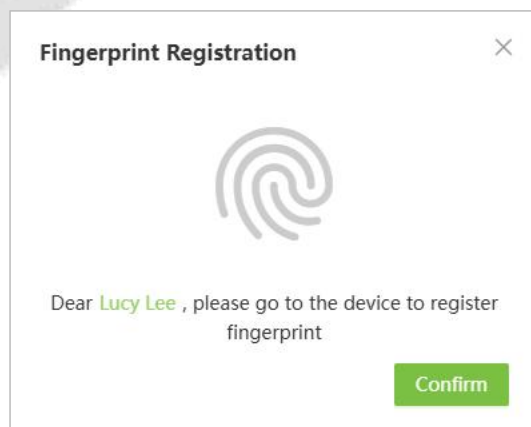 Fingerprint Registration
Dear Lucy Lee , please go to the device to register
fingerprint
Confirm